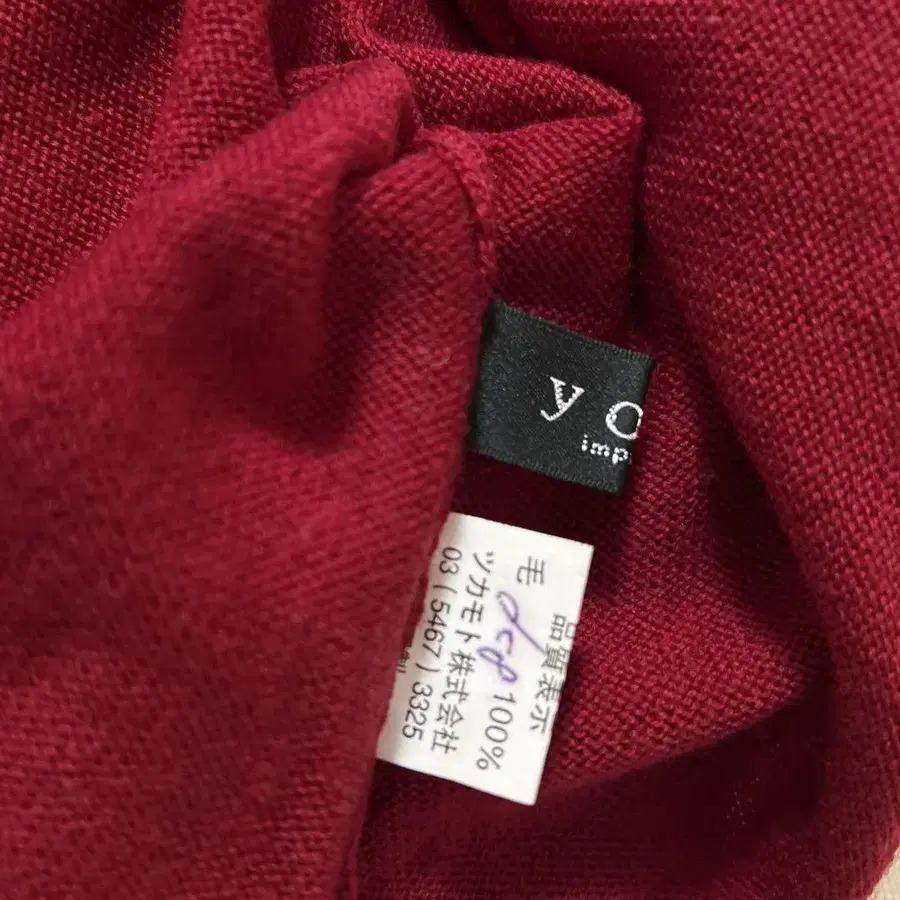 y
imp
品質表示
毛 100%
ツカモト株式会社
03 ( 5467 ) 3325